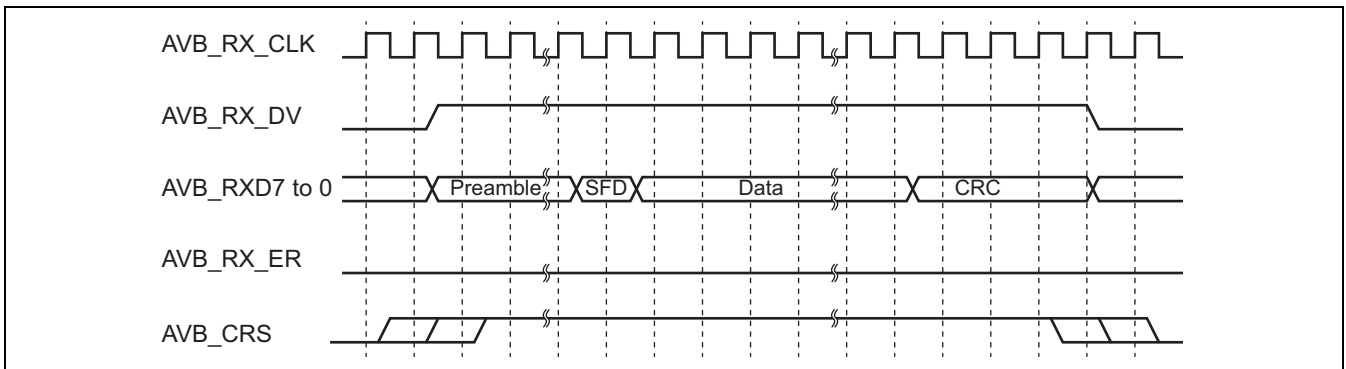 AVB_RX_CLK
AVB_RX_DV
AVB_RXD7 to 0 Preamble SFD Data CRC
AVB_RX_ER
AVB_CRS